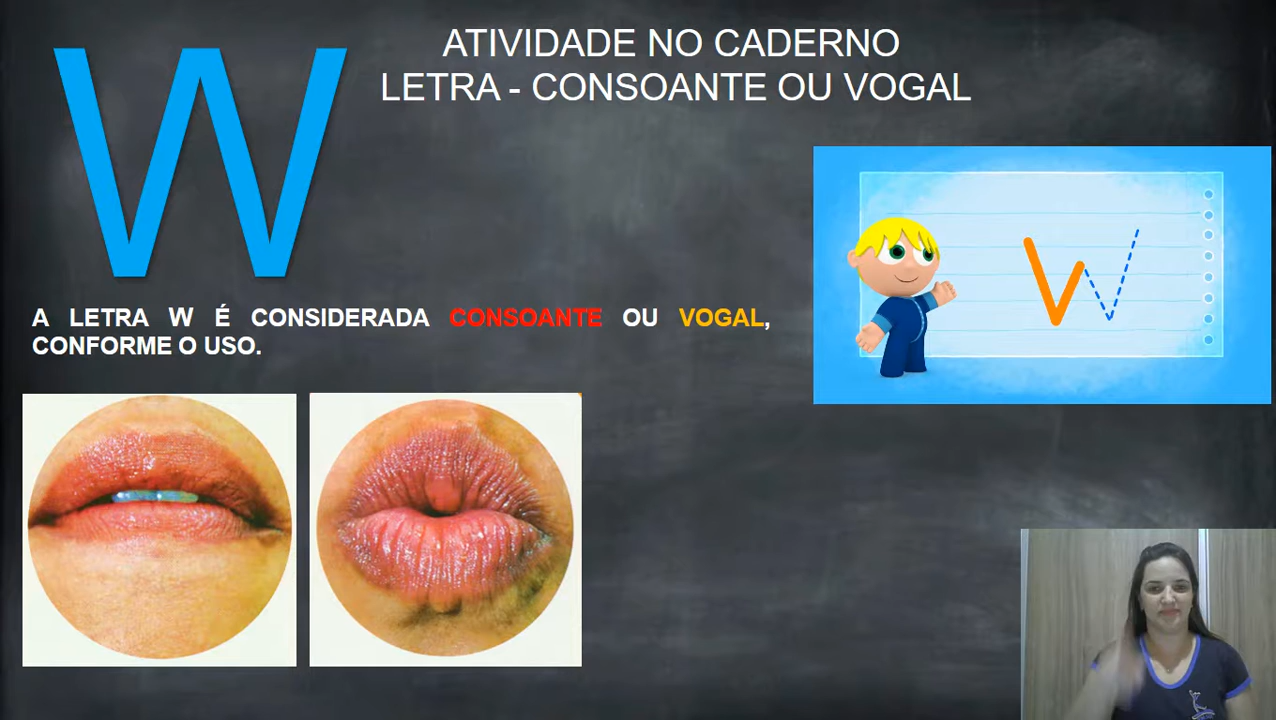 W
ATIVIDADE NO CADERNO
LETRA - CONSOANTE OU VOGAL
W
A LETRA W É CONSIDERADA CONSOANTE OU VOGAL,
CONFORME O USO.